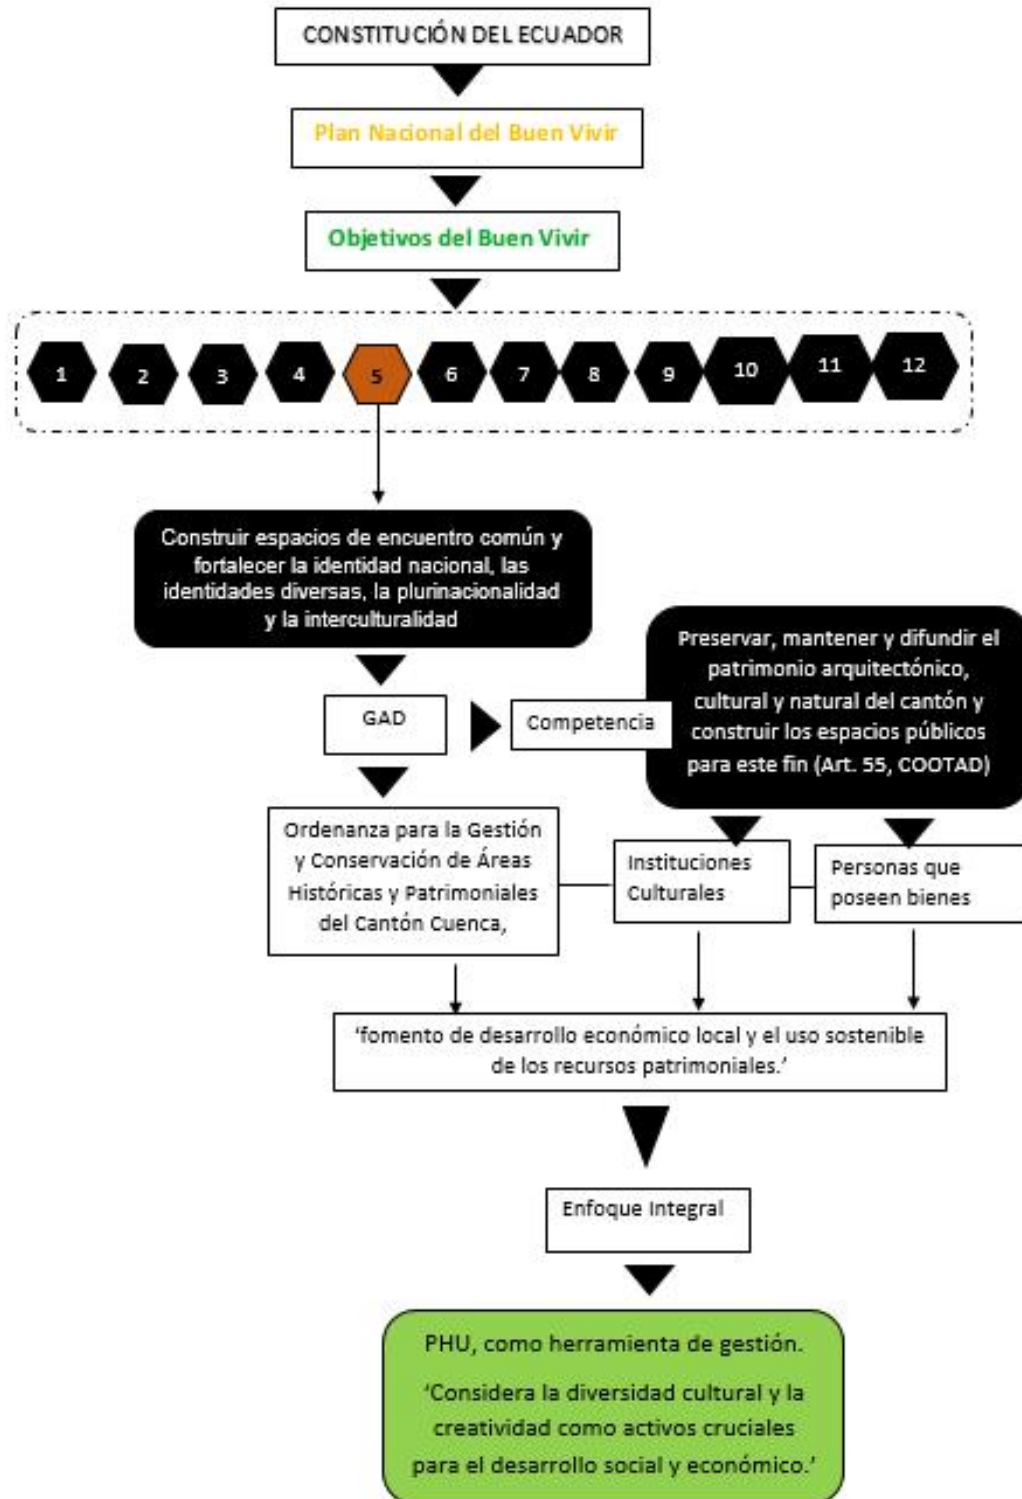 CONSTITUCIÓN DEL ECUADOR
Plan Nacional del Buen Vivir
Objetivos del Buen Vivir
1 2 3 4 5 6 7 8 9 10 11 12
Construir espacios de encuentro común y
fortalecer la identidad nacional, las
identidades diversas, la plurinacionalidad
y la interculturalidad
GAD
Competencia
Preservar, mantener y difundir el
patrimonio arquitectónico,
cultural y natural del cantón y
construir los espacios públicos
para este fin (Art. 55, COOTAD)
Ordenanza para la Gestión
y Conservación de Áreas
Históricas y Patrimoniales
del Cantón Cuenca,
Instituciones
Culturales
Personas que
poseen bienes
‘fomento de desarrollo económico local y el uso sostenible
de los recursos patrimoniales.’
Enfoque Integral
PHU, como herramienta de gestión.
‘Considera la diversidad cultural y la
creatividad como activos cruciales
para el desarrollo social y económico.’